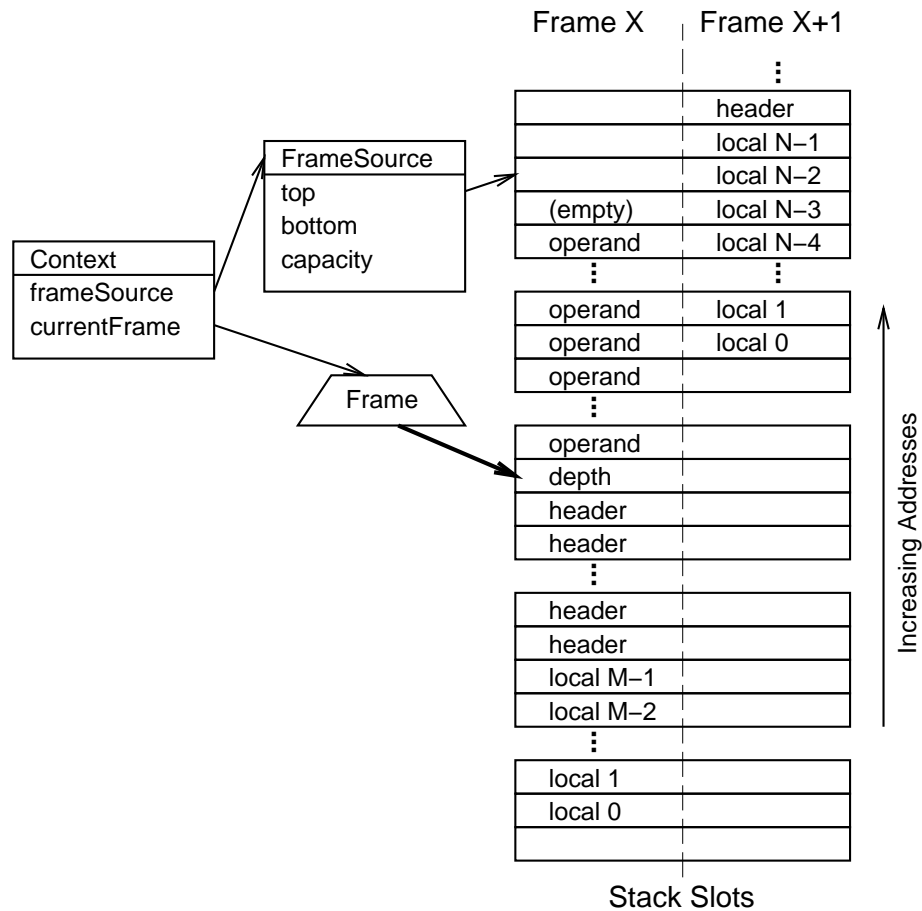 Frame X Frame X+1
header
local N−1
FrameSource
local N−2
top
(empty) local N−3
bottom
operand local N−4
capacity
Context
frameSource
operand local 1
currentFrame
operand local 0
operand
Frame
operand
depth
header
header
header
header
local M−1
local M−2
local 1
local 0
Increasing Addresses
Stack Slots